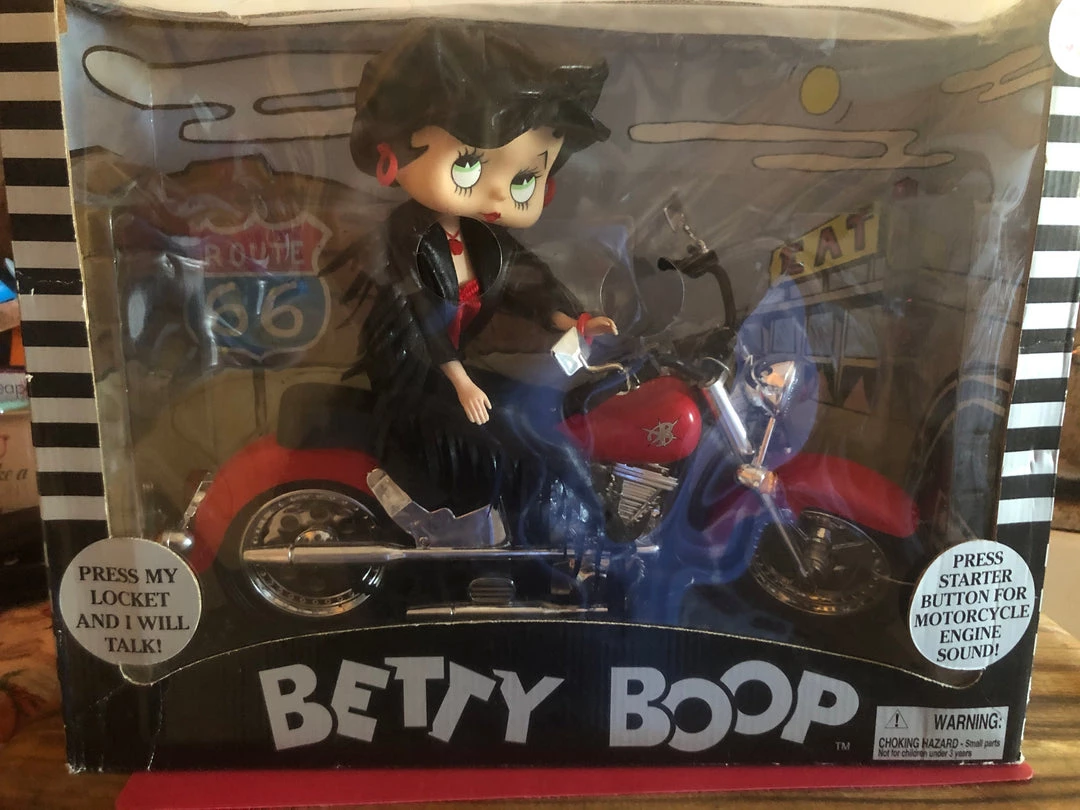 ROUTE
66
EAT
PRESS MY
LOCKET
AND I WILL
TALK!
PRESS
STARTER
BUTTON FOR
MOTORCYCLE
ENGINE
SOUND!
BETTY BOOP
TM
WARNING:
CHOKING HAZARD - Small parts
Not for children under 3 years